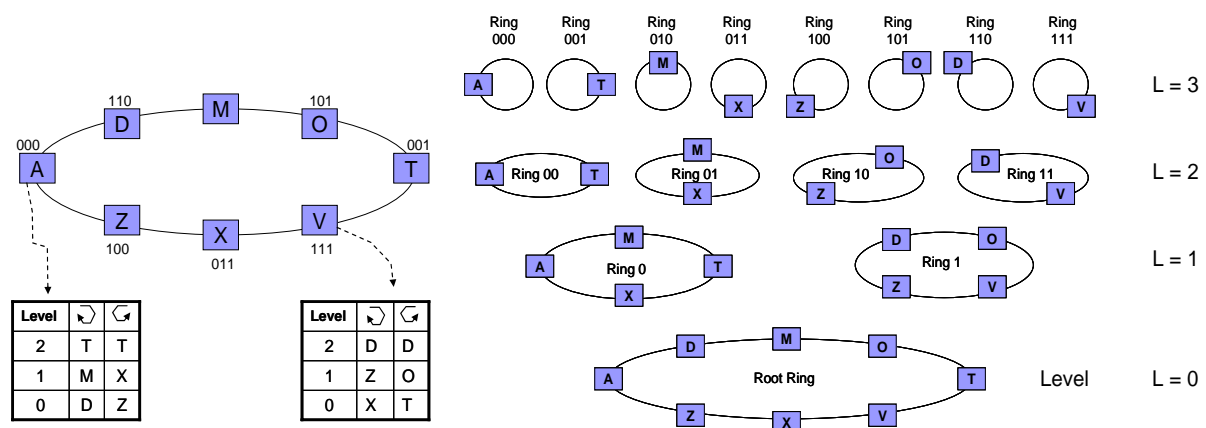 110
D
M
101
O
000
A
001
T
Z
100
X
011
V
111
Level
2 T T
1 M X
0 D Z
Level
2 D D
1 Z O
0 X T
Ring 000
Ring 001
Ring 010
Ring 011
Ring 100
Ring 101
Ring 110
Ring 111
A T M X Z O D V
L = 3
A Ring 00 T
M
Ring 01
X
O
Ring 10
Z
D
Ring 11
V
L = 2
M
A Ring 0 T
X
D O
Ring 1
Z V
L = 1
D M O
A Root Ring T
Z X V
Level L = 0